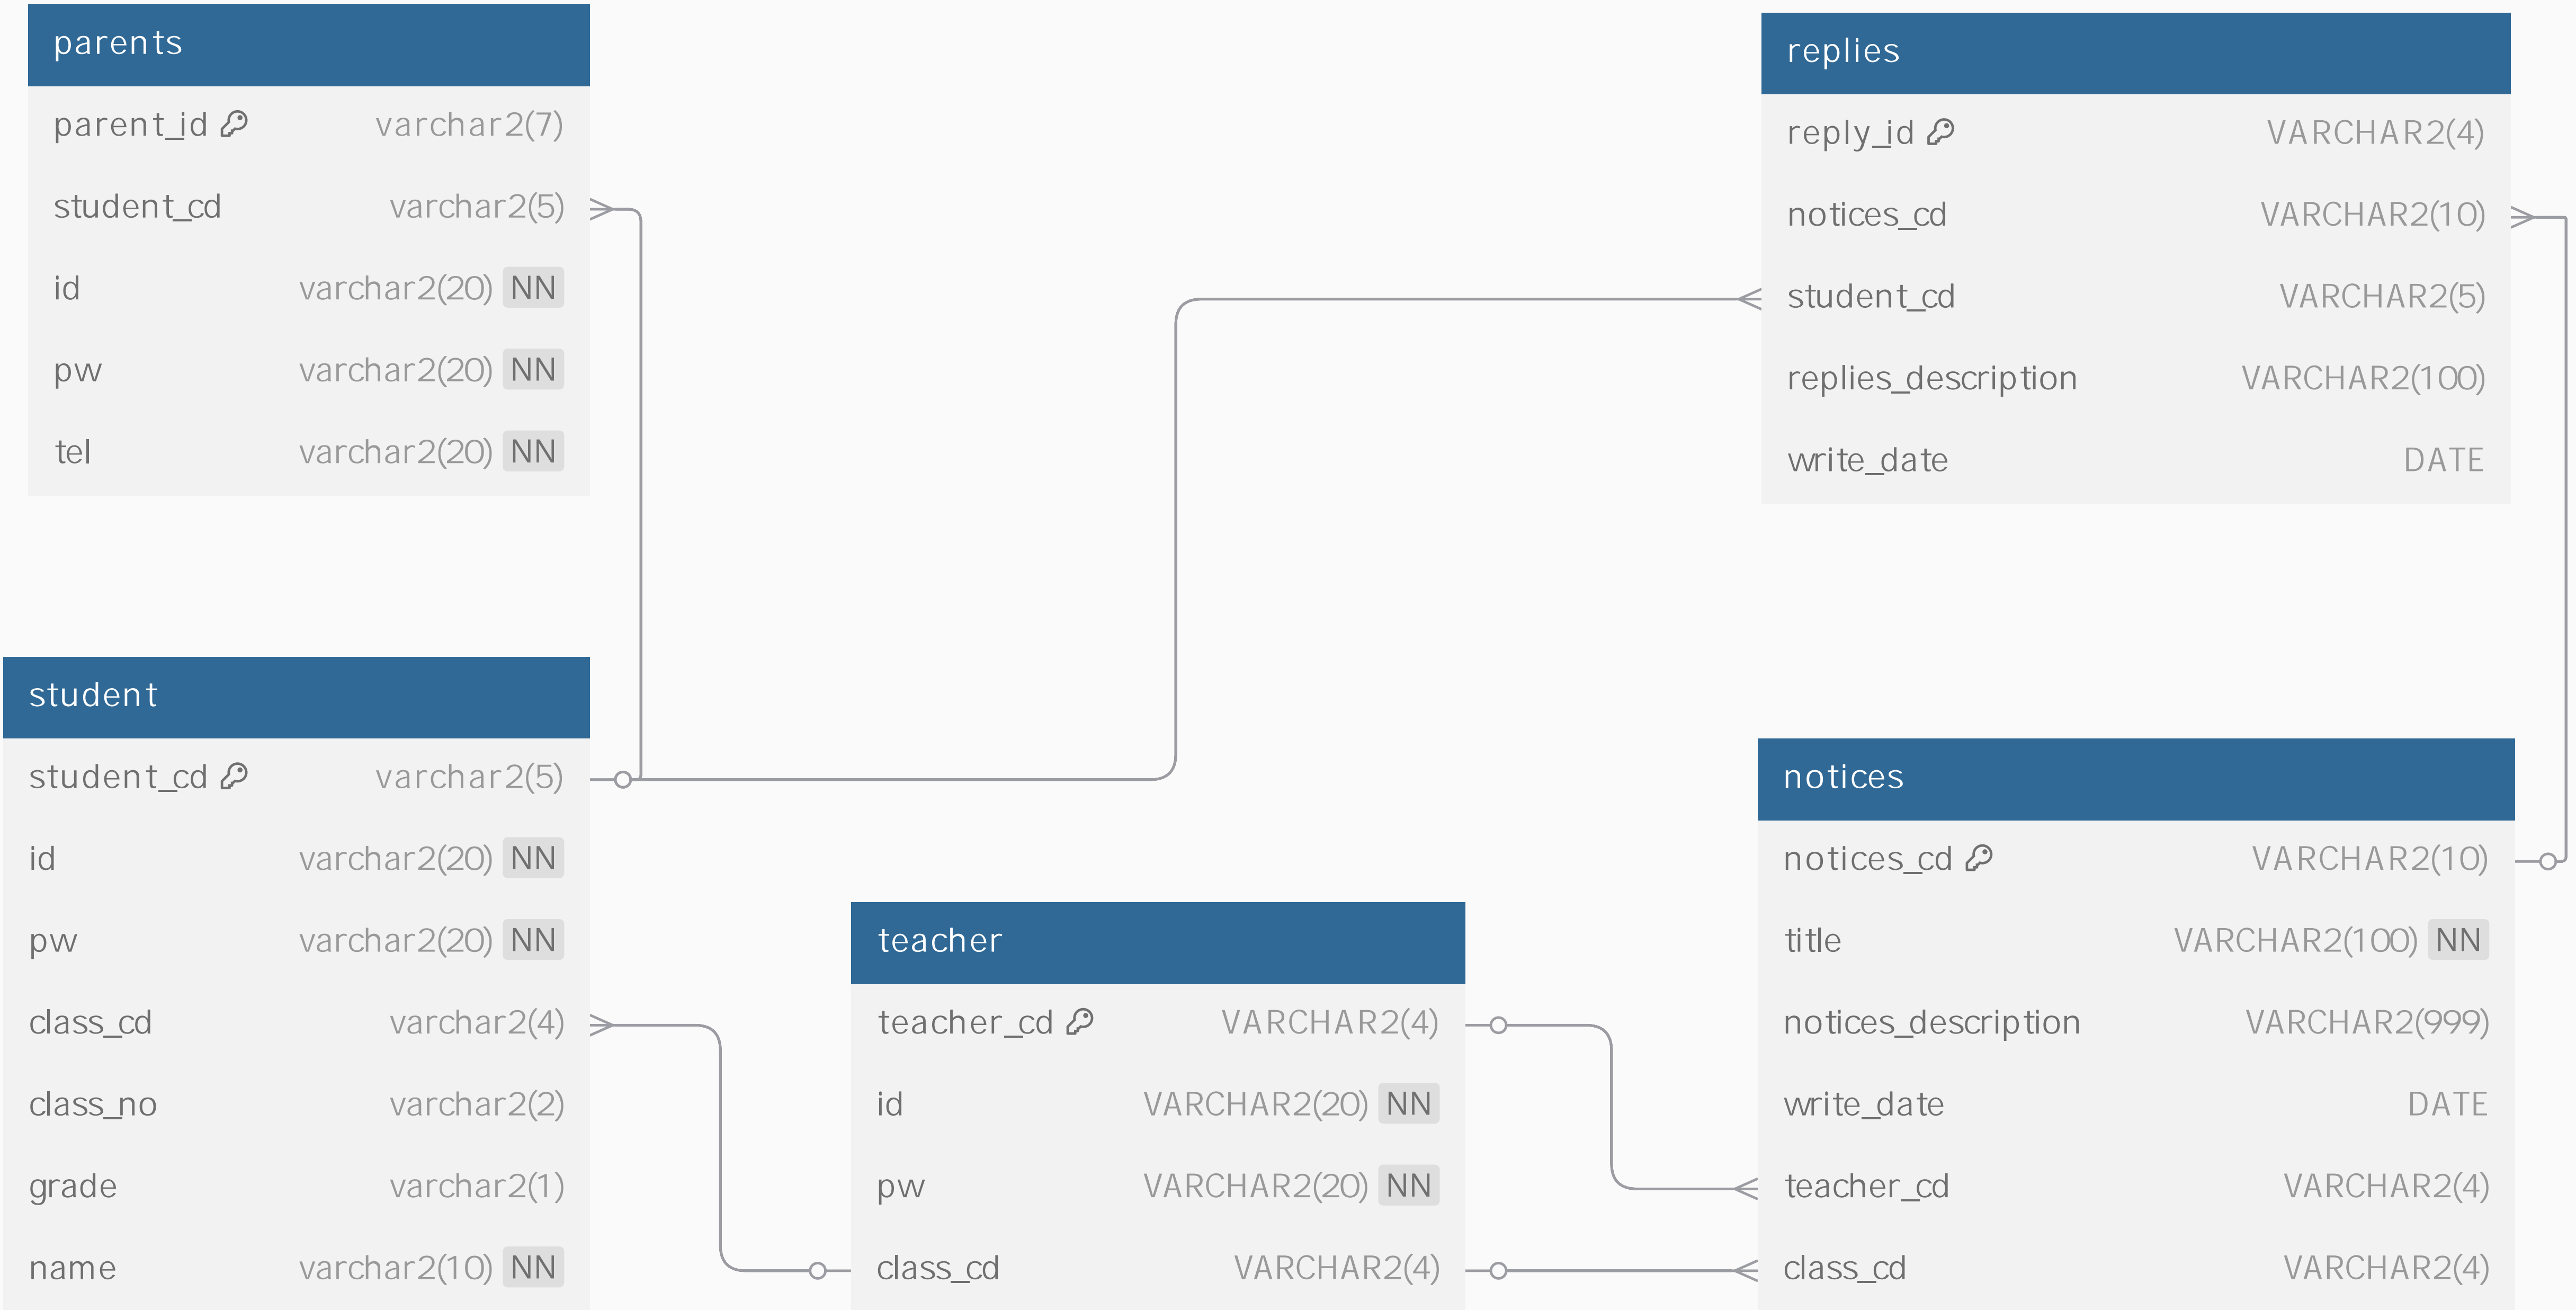 parents
parent_id varchar2(7)
student_cd varchar2(5)
id varchar2(20) NN
pw varchar2(20) NN
tel varchar2(20) NN
replies
reply_id VARCHAR2(4)
notices_cd VARCHAR2(10)
student_cd VARCHAR2(5)
replies_description VARCHAR2(100)
write_date DATE
student
student_cd varchar2(5)
id varchar2(20) NN
pw varchar2(20) NN
class_cd varchar2(4)
class_no varchar2(2)
grade varchar2(1)
name varchar2(10) NN
teacher
teacher_cd VARCHAR2(4)
id VARCHAR2(20) NN
pw VARCHAR2(20) NN
class_cd VARCHAR2(4)
notices
notices_cd VARCHAR2(10)
title VARCHAR2(100) NN
notices_description VARCHAR2(999)
write_date DATE
teacher_cd VARCHAR2(4)
class_cd VARCHAR2(4)